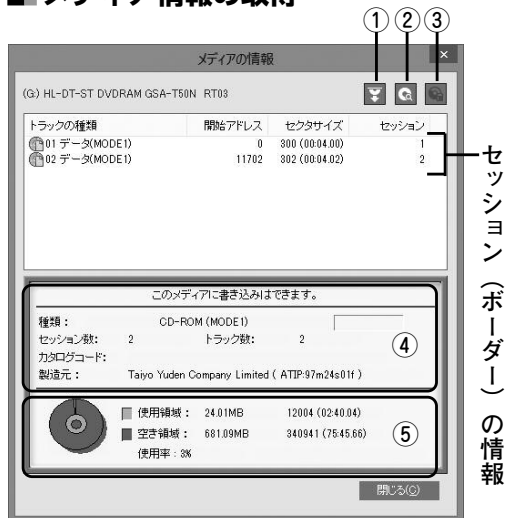 メディア情報の取得
① ② ③
メディアの情報
×
(G:) HL-DT-ST DVDRAM GSA-T50N RT03
トラックの種類 開始アドレス セクタサイズ セッション
01 データ(MODE1) 0 300 (00:04.00) 1
02 データ(MODE1) 11702 302 (00:04.02) 2
セッション（ボーダー）の情報
このメディアに書き込みはできます。
種類： CD-ROM (MODE1)
セッション数： 2 トラック数： 2
カタログコード：
製造元： Taiyo Yuden Company Limited ( ATIP:97m24s01f )
④
使用領域： 24.01MB 12004 (02:40.04)
空き領域： 681.09MB 340941 (75:45.66)
使用率：3%
⑤
閉じる(C)